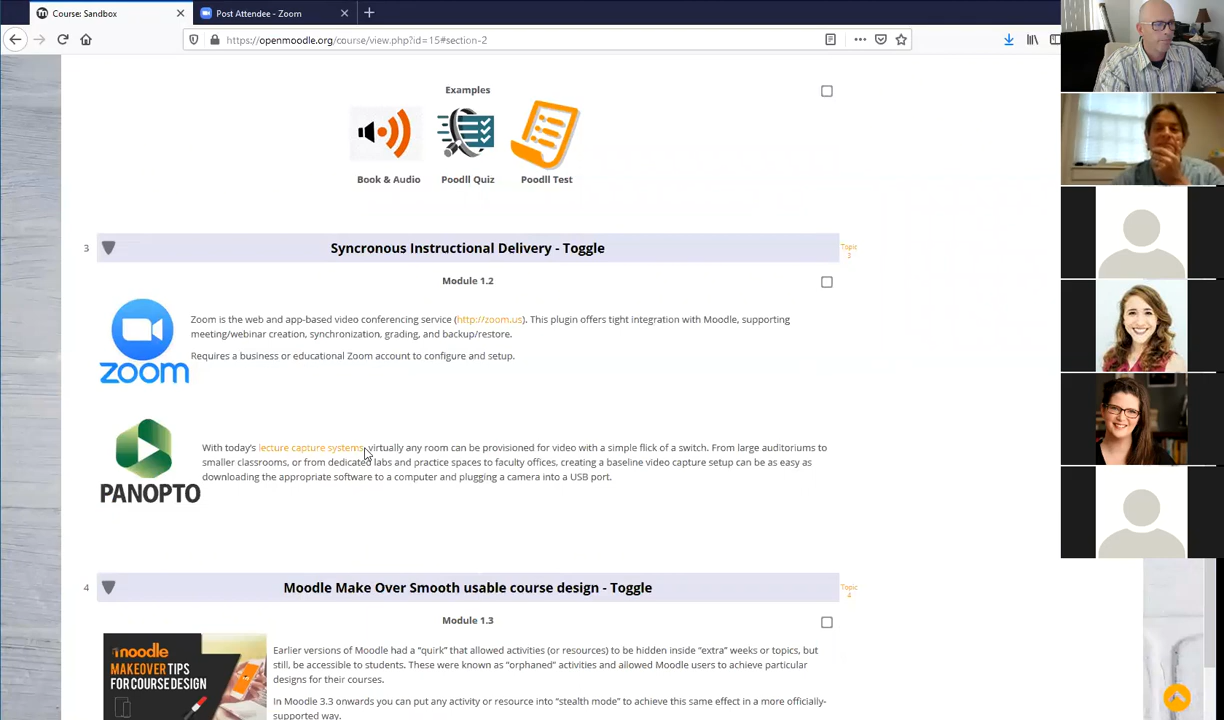 Course: Sandbox
Post Attendee - Zoom
https://openmoodle.org/course/view.php?id=15#section-2
Examples
Book & Audio
Poodll Quiz
Poodll Test
3
Syncronous Instructional Delivery - Toggle
Topic
3
Module 1.2
zoom
Zoom is the web and app-based video conferencing service (http://zoom.us). This plugin offers tight integration with Moodle, supporting
meeting/webinar creation, synchronization, grading, and backup/restore.
Requires a business or educational Zoom account to configure and setup.
PANOPTO
With today's lecture capture systems, virtually any room can be provisioned for video with a simple flick of a switch. From large auditoriums to
smaller classrooms, or from dedicated labs and practice spaces to faculty offices, creating a baseline video capture setup can be as easy as
downloading the appropriate software to a computer and plugging a camera into a USB port.
4
Moodle Make Over Smooth usable course design - Toggle
Topic
4
Module 1.3
moodle
MAKEOVER TIPS
FOR COURSE DESIGN
Earlier versions of Moodle had a "quirk" that allowed activities (or resources) to be hidden inside "extra" weeks or topics, but
still, be accessible to students. These were known as "orphaned" activities and allowed Moodle users to achieve particular
designs for their courses.
In Moodle 3.3 onwards you can put any activity or resource into "stealth mode" to achieve this same effect in a more officially-
supported way.